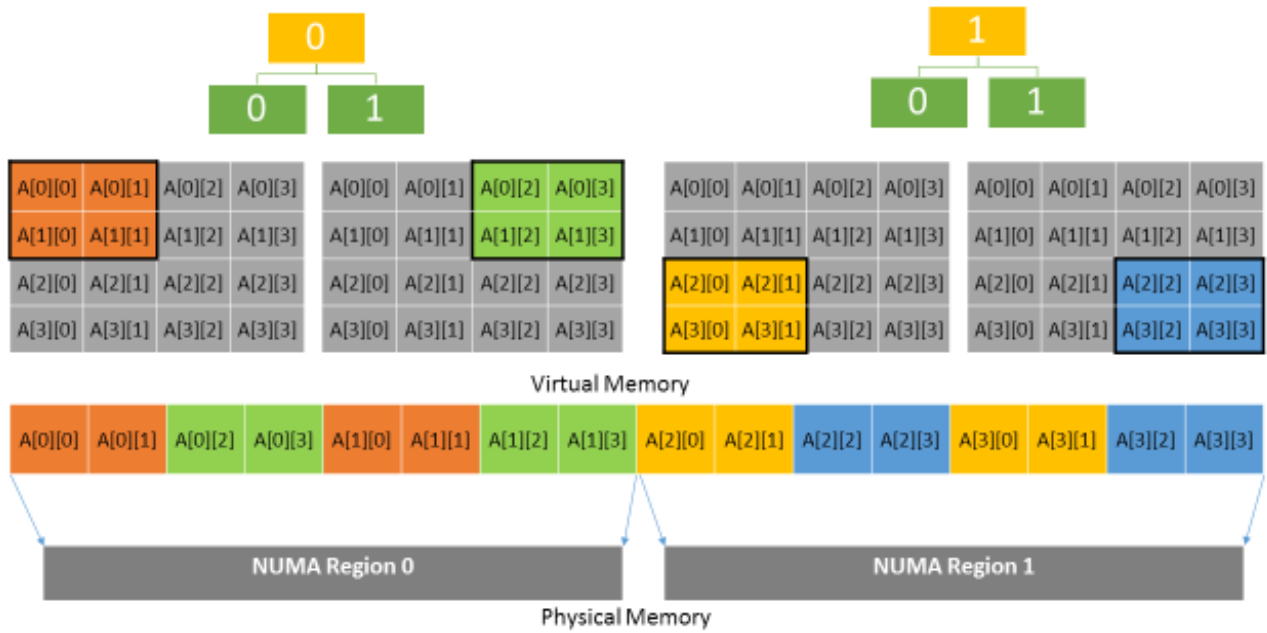 0 1
0 1 0 1
A[0][0] A[0][1] A[0][2] A[0][3] A[0][0] A[0][1] A[0][2] A[0][3] A[0][0] A[0][1] A[0][2] A[0][3] A[0][0] A[0][1] A[0][2] A[0][3]
A[1][0] A[1][1] A[1][2] A[1][3] A[1][0] A[1][1] A[1][2] A[1][3] A[1][0] A[1][1] A[1][2] A[1][3] A[1][0] A[1][1] A[1][2] A[1][3]
A[2][0] A[2][1] A[2][2] A[2][3] A[2][0] A[2][1] A[2][2] A[2][3] A[2][0] A[2][1] A[2][2] A[2][3] A[2][0] A[2][1] A[2][2] A[2][3]
A[3][0] A[3][1] A[3][2] A[3][3] A[3][0] A[3][1] A[3][2] A[3][3] A[3][0] A[3][1] A[3][2] A[3][3] A[3][0] A[3][1] A[3][2] A[3][3]
Virtual Memory
A[0][0] A[0][1] A[0][2] A[0][3] A[1][0] A[1][1] A[1][2] A[1][3] A[2][0] A[2][1] A[2][2] A[2][3] A[3][0] A[3][1] A[3][2] A[3][3]
NUMA Region 0 NUMA Region 1
Physical Memory